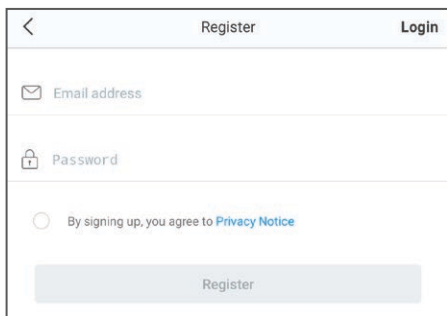 Register Login
Email address
Password
By signing up, you agree to Privacy Notice
Register